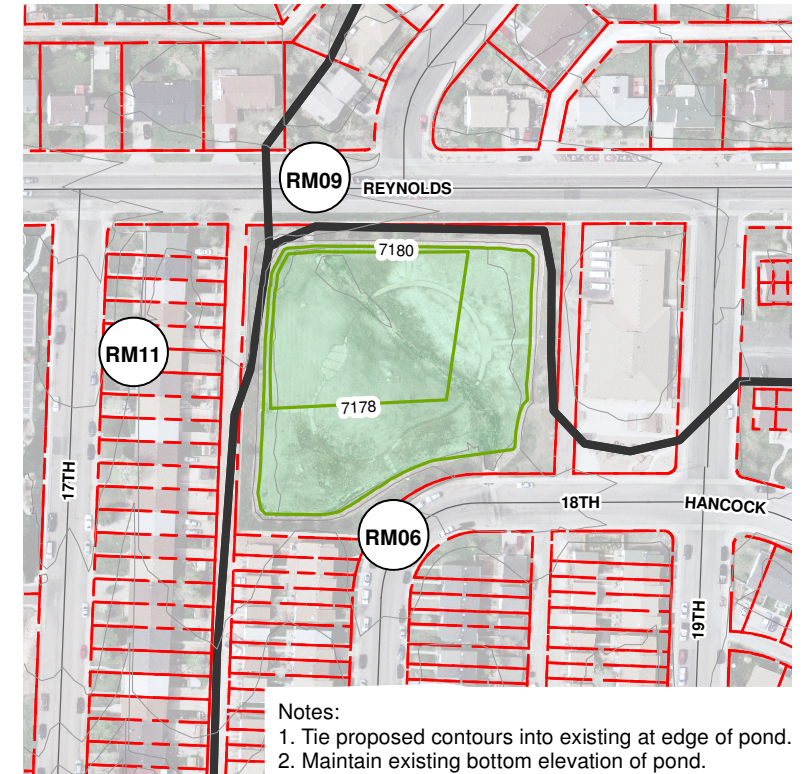 RM09
REYNOLDS
7180
RM11
7178
17TH
18TH
HANCOCK
RM06
19TH
Notes:
1. Tie proposed contours into existing at edge of pond.
2. Maintain existing bottom elevation of pond.